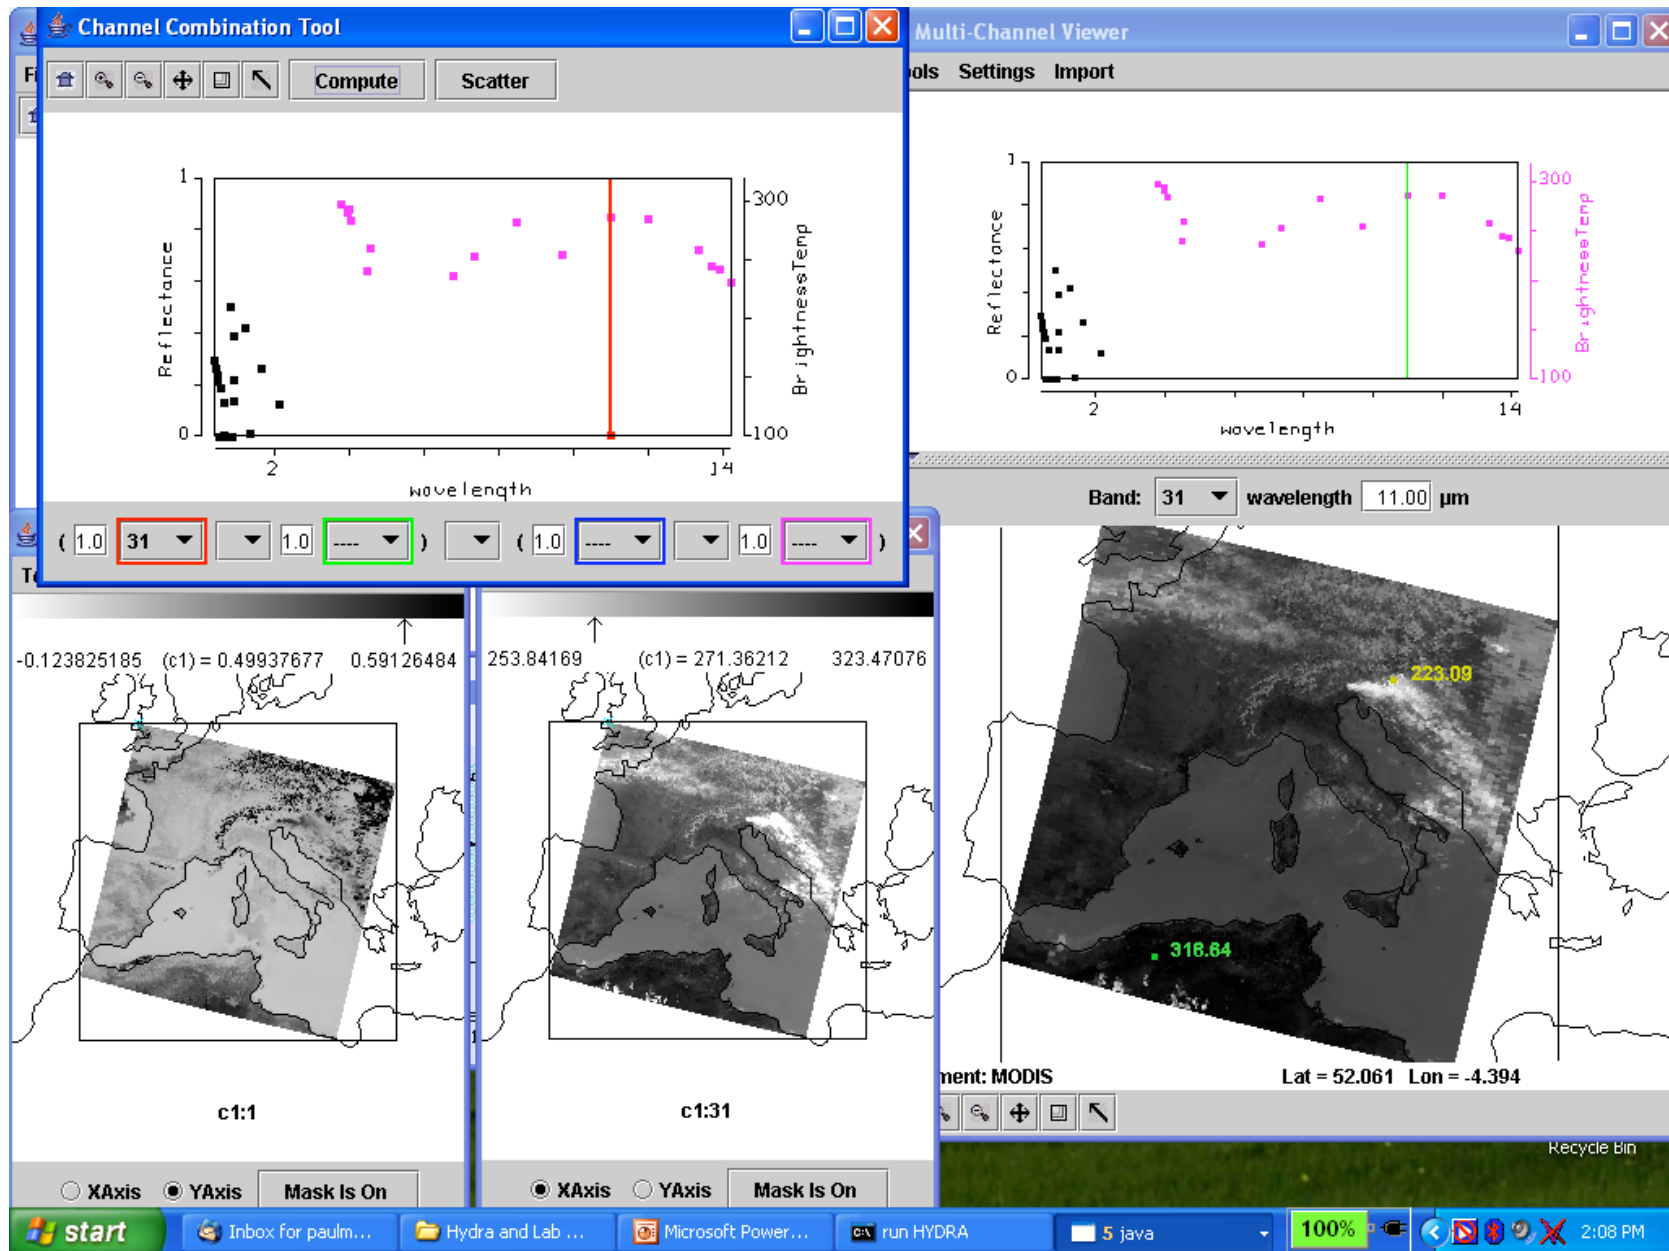 Channel Combination Tool
Multi-Channel Viewer
Fi
Compute
Scatter
ols Settings Import
1
300
Reflectance
BrightnessTemp
0
100
2
14
wavelength
1
300
Reflectance
BrightnessTemp
0
100
2
14
wavelength
Band: 31 wavelength 11.00 µm
( 1.0 31 1.0 ---- ) ( 1.0 ---- 1.0 ---- )
To
-0.123825185 (c1) = 0.49937677 0.59126484
253.84169 (c1) = 271.36212 323.47076
223.09
316.64
ment: MODIS
Lat = 52.061 Lon = -4.394
c1:1
c1:31
Recycle Bin
XAxis YAxis Mask Is On
XAxis YAxis Mask Is On
start
Inbox for paulm...
Hydra and Lab ...
Microsoft Power...
run HYDRA
5 java
100%
2:08 PM